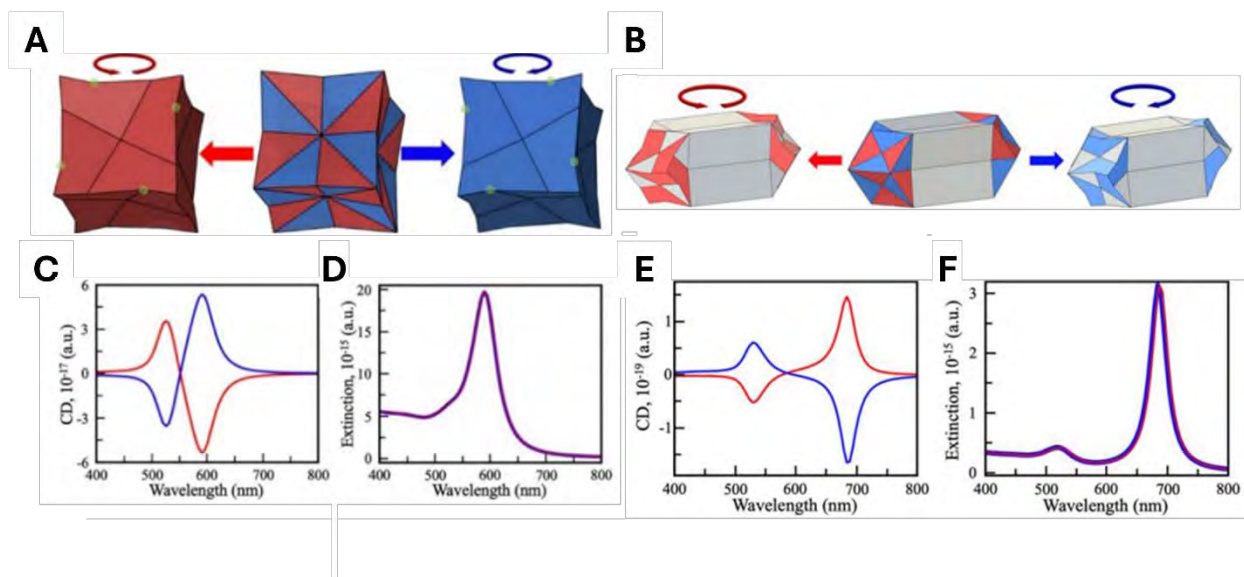 A
B
C
D
E
F
6
3
0
-3
-6
CD, 10⁻¹⁷ (a.u.)
400 500 600 700 800
Wavelength (nm)
20
15
10
5
0
Extinction, 10⁻¹⁵ (a.u.)
400 500 600 700 800
Wavelength (nm)
1
0
-1
CD, 10⁻¹⁹ (a.u.)
400 500 600 700 800
Wavelength (nm)
3
2
1
0
Extinction, 10⁻¹⁵ (a.u.)
400 500 600 700 800
Wavelength (nm)